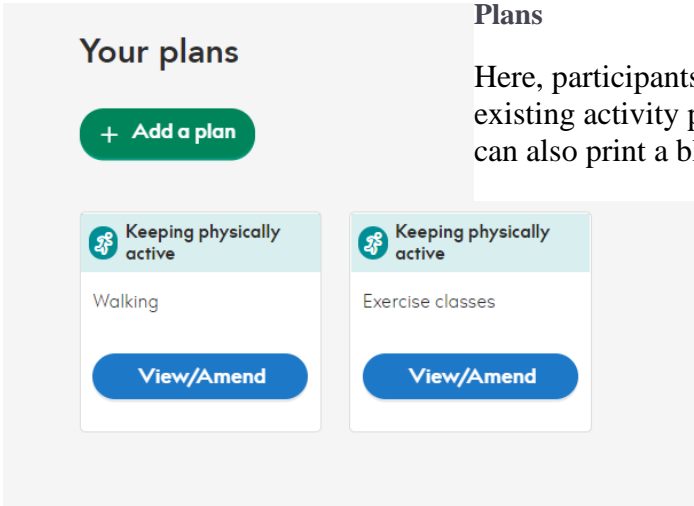 Your plans
+ Add a plan
Plans
Here, participants
existing activity
can also print a
Keeping physically
active
Walking
View/Amend
Keeping physically
active
Exercise classes
View/Amend